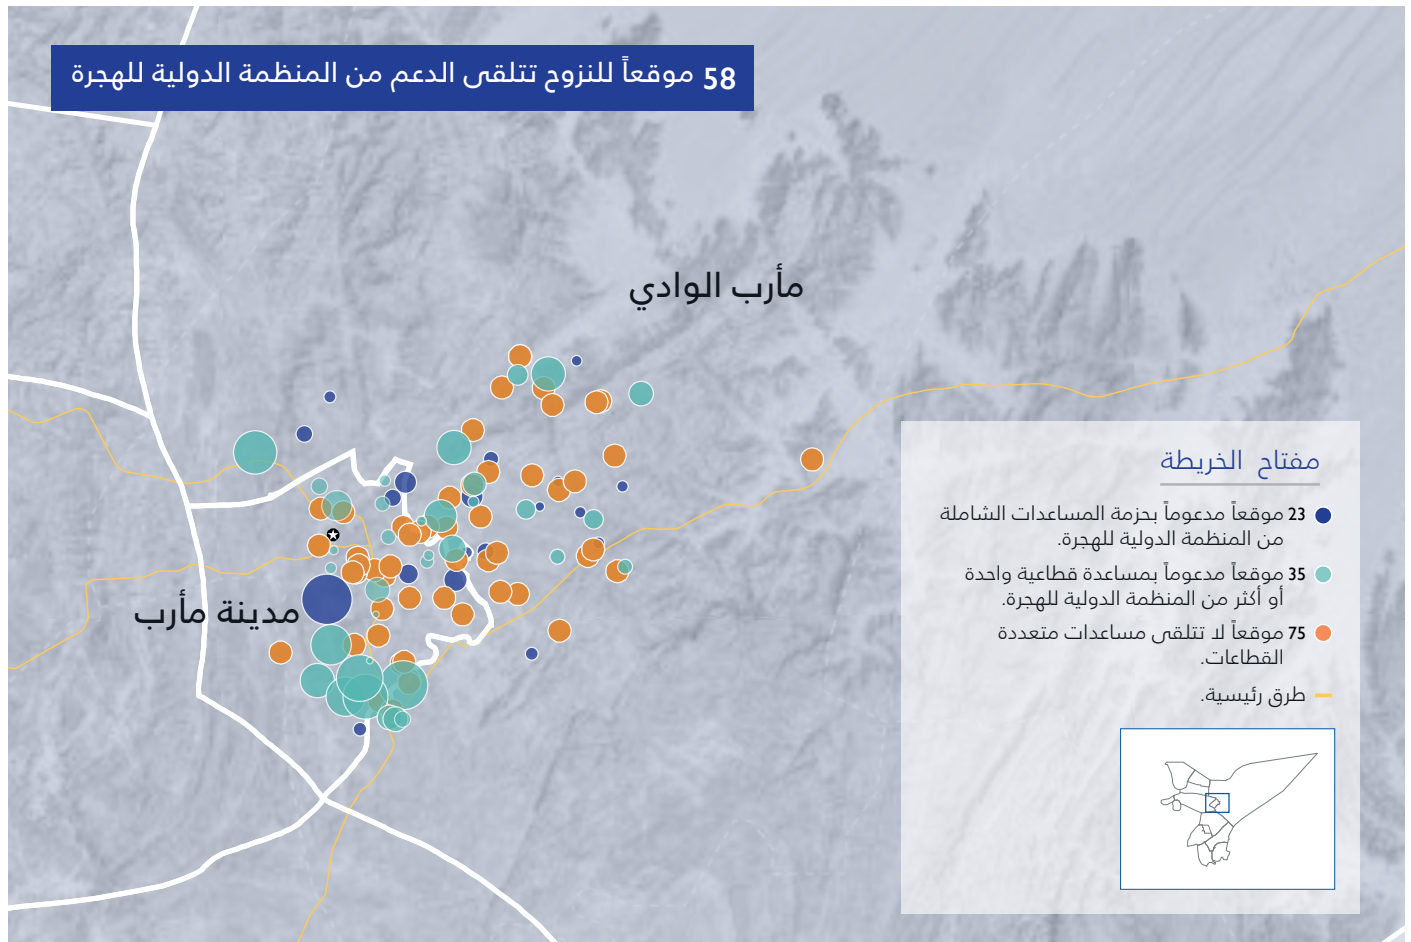 58 موقعاً للنزوح تتلقى الدعم من المنظمة الدولية للهجرة
مأرب الوادي
مدينة مأرب
مفتاح الخريطة
23 موقعاً مدعوماً بحزمة المساعدات الشاملة
من المنظمة الدولية للهجرة.
35 موقعاً مدعوماً بمساعدة قطاعية واحدة
أو أكثر من المنظمة الدولية للهجرة.
75 موقعاً لا تتلقى مساعدات متعددة
القطاعات.
طرق رئيسية.